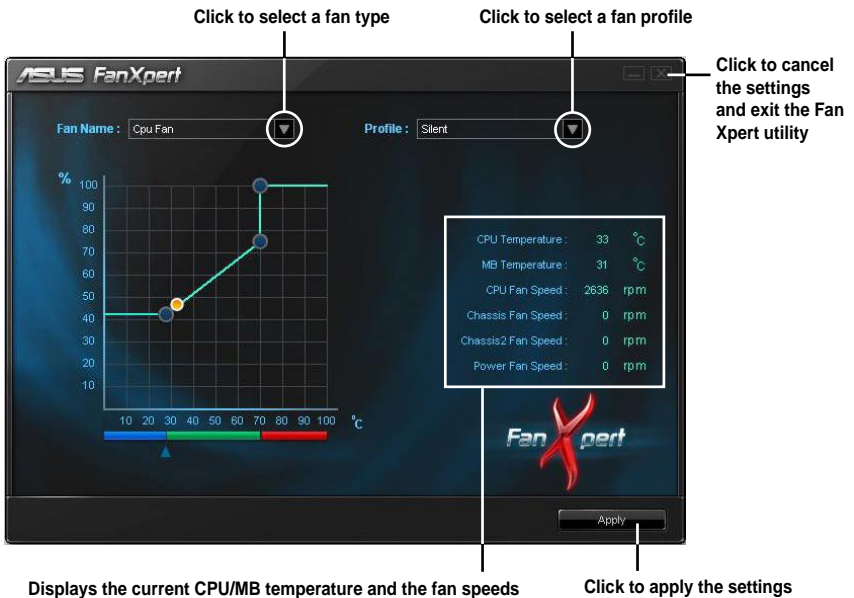 Click to select a fan type
Click to select a fan profile
Click to cancel
the settings
and exit the Fan
Xpert utility
ASUS FanXpert
Fan Name : Cpu Fan
Profile : Silent
%
100
90
80
70
60
50
40
30
20
10
10 20 30 40 50 60 70 80 90 100 °C
CPU Temperature : 33 °C
MB Temperature : 31 °C
CPU Fan Speed : 2636 rpm
Chassis Fan Speed : 0 rpm
Chassis2 Fan Speed : 0 rpm
Power Fan Speed : 0 rpm
Fan Xpert
Apply
Displays the current CPU/MB temperature and the fan speeds
Click to apply the settings